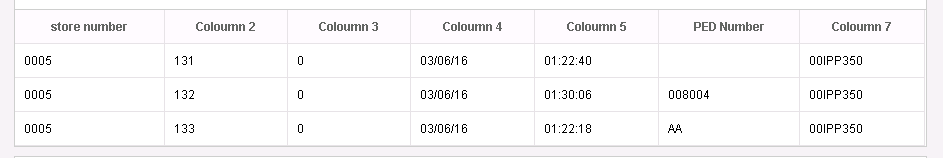 store number Coloumn 2 Coloumn 3 Coloumn 4 Coloumn 5 PED Number Coloumn 7
0005 131 0 03/06/16 01:22:40 00IPP350
0005 132 0 03/06/16 01:30:06 008004 00IPP350
0005 133 0 03/06/16 01:22:18 AA 00IPP350